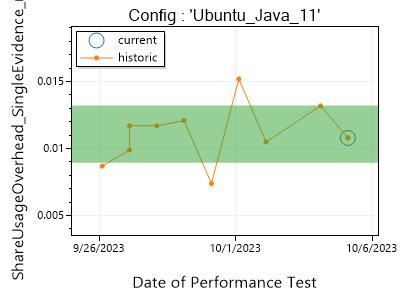 Config : 'Ubuntu_Java_11'
current
historic
ShareUsageOverhead_SingleEvidence_
0.015
0.01
0.005
9/26/2023
10/1/2023
10/6/2023
Date of Performance Test